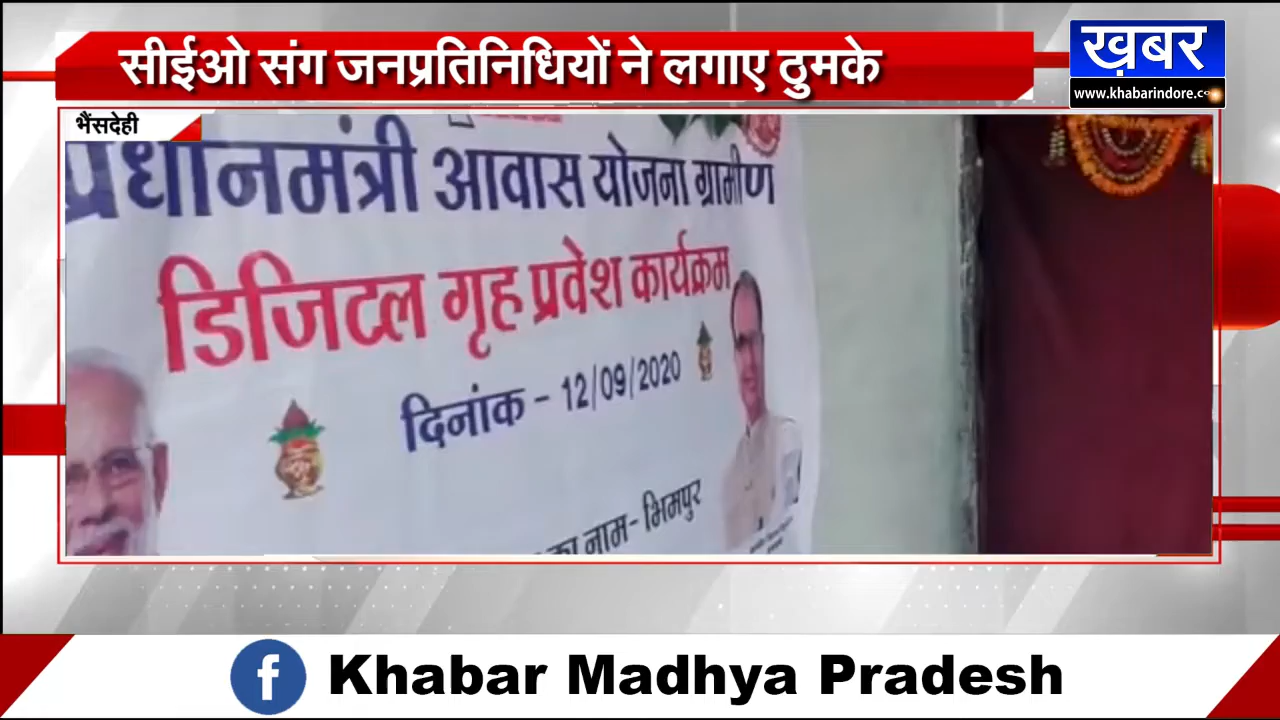 सीईओ संग जनप्रतिनिधियों ने लगाए ठुमके
ख़बर
www.khabarindore.c
भैंसदेही
प्रधानमंत्री आवास योजना ग्रामीण
डिजिटल गृह प्रवेश कार्यक्रम
दिनांक - 12/09/2020
का नाम- भिमपुर
Khabar Madhya Pradesh